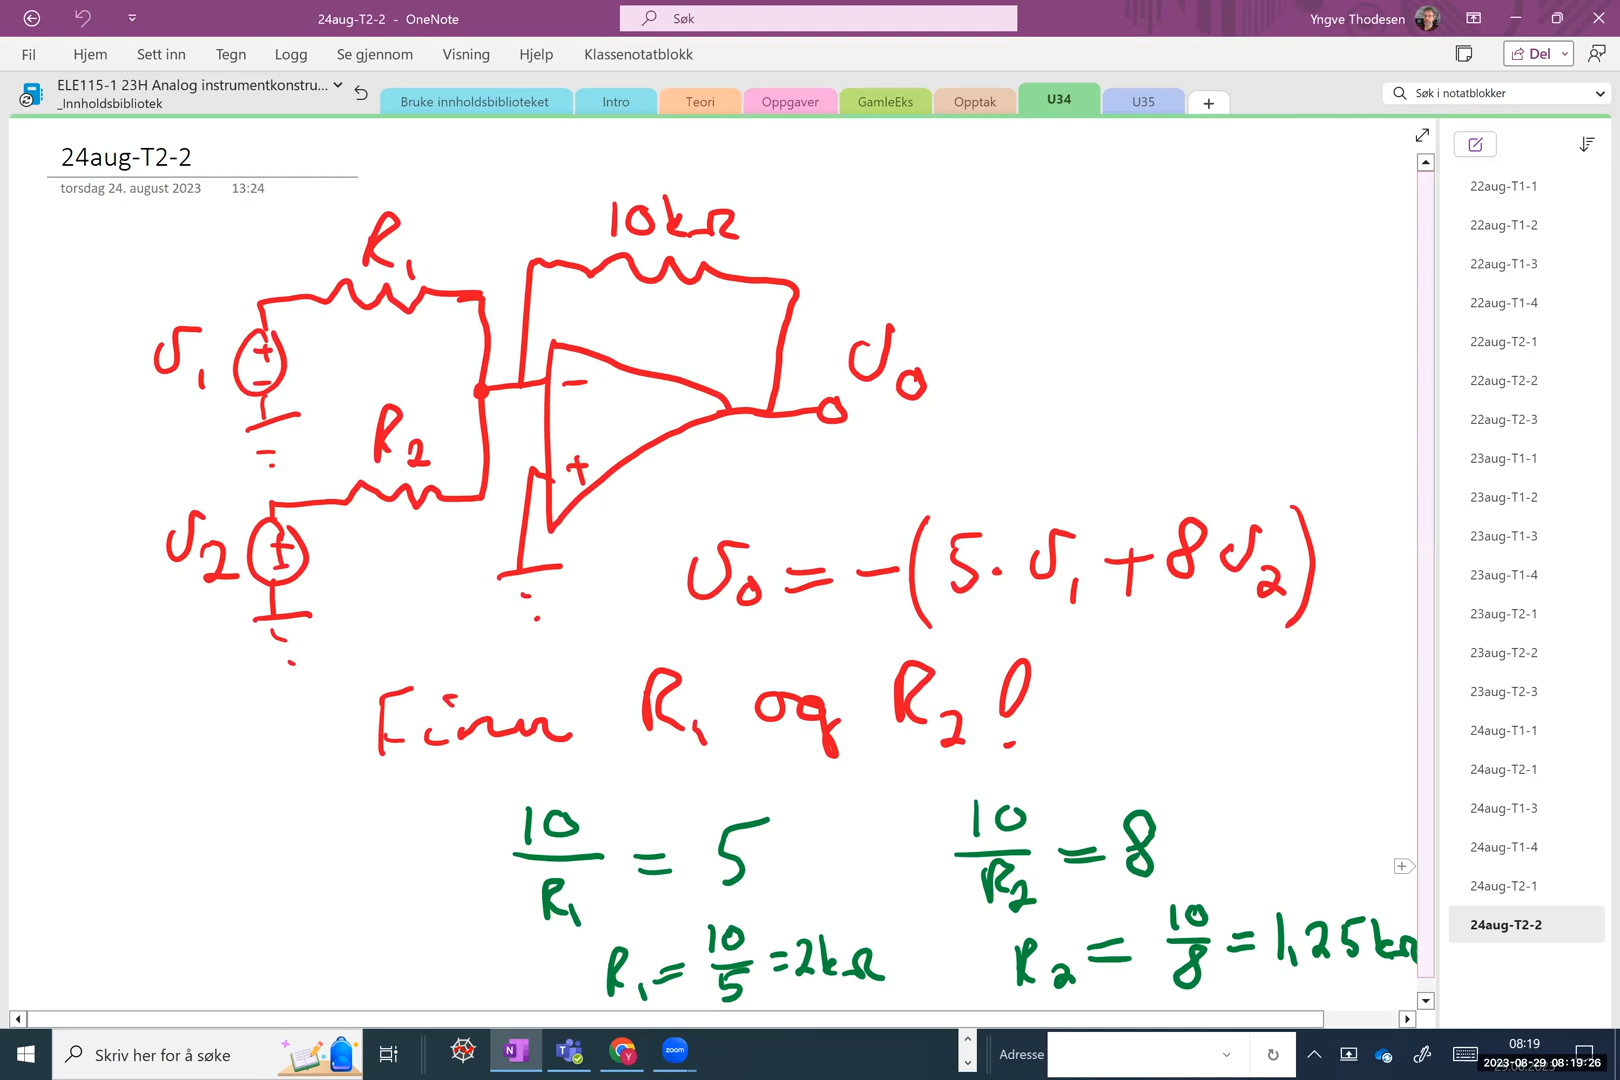 24aug-T2-2 - OneNote
Søk
Yngve Thodesen
Fil Hjem Sett inn Tegn Logg Se gjennom Visning Hjelp Klassenotatblokk
Del
ELE115-1 23H Analog instrumentkonstru...
_Innholdsbibliotek
Bruke innholdsbiblioteket Intro Teori Oppgaver GamleEks Opptak U34 U35 +
Søk i notatblokker
24aug-T2-2
torsdag 24. august 2023 13:24
10kΩ
R₁
υ₁
+
-
R₂
υ₂
+
-
-
+
υ₀
υ₀ = -(5·υ₁ + 8υ₂)
Finn R₁ og R₂!
10/R₁ = 5
10/R₂ = 8
R₁ = 10/5 = 2kΩ
R₂ = 10/8 = 1,25kΩ
22aug-T1-1
22aug-T1-2
22aug-T1-3
22aug-T1-4
22aug-T2-1
22aug-T2-2
22aug-T2-3
23aug-T1-1
23aug-T1-2
23aug-T1-3
23aug-T1-4
23aug-T2-1
23aug-T2-2
23aug-T2-3
24aug-T1-1
24aug-T2-1
24aug-T1-3
24aug-T1-4
24aug-T2-1
24aug-T2-2
Skriv her for å søke
N
Y
zoom
Adresse
08:19
2023-08-29 08:19:26